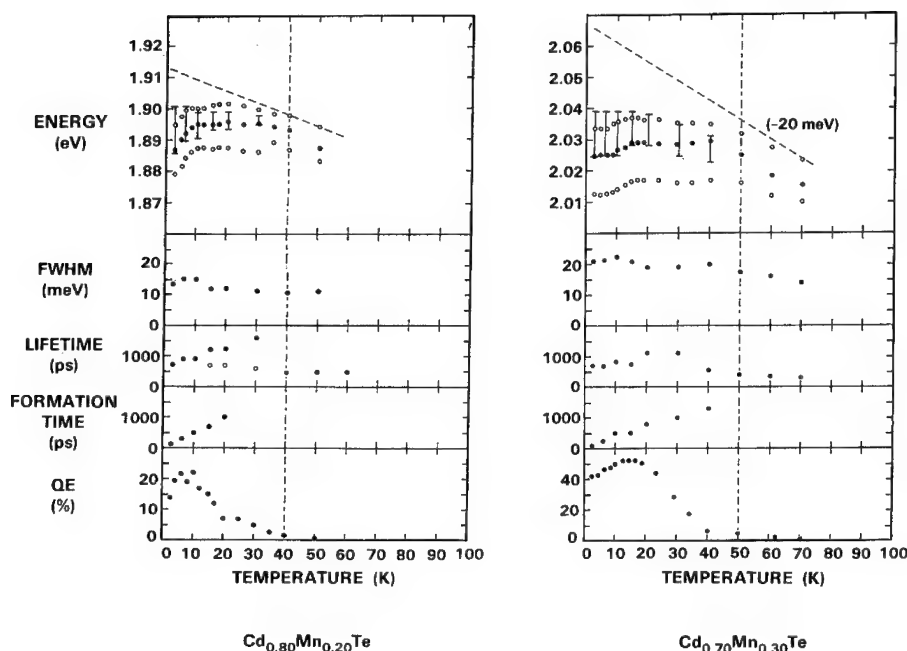 1.92
1.91
1.90
1.89
1.88
1.87
ENERGY
(eV)
2.06
2.05
2.04
2.03
2.02
2.01
(–20 meV)
FWHM
(meV)
20
10
0
20
10
0
LIFETIME
(ps)
1000
1000
FORMATION
TIME
(ps)
1000
0
1000
0
QE
(%)
20
10
0
40
20
0
0 10 20 30 40 50 60 70 80 90 100
TEMPERATURE (K)
0 10 20 30 40 50 60 70 80 90 100
TEMPERATURE (K)
Cd0.80Mn0.20Te
Cd0.70Mn0.30Te